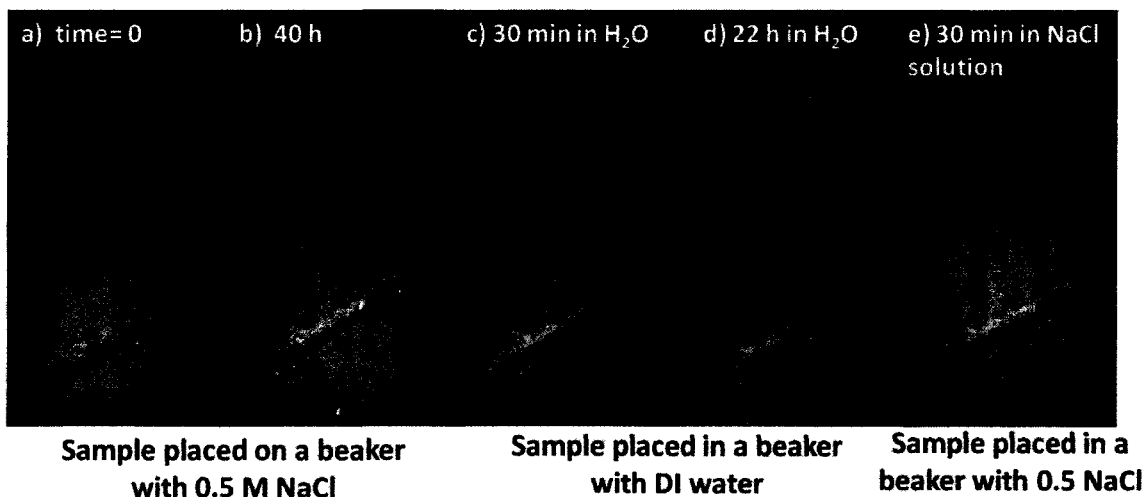 a) time= 0
b) 40 h
c) 30 min in H₂O
d) 22 h in H₂O
e) 30 min in NaCl
solution
Sample placed on a beaker
with 0.5 M NaCl
Sample placed in a beaker
with DI water
Sample placed in a
beaker with 0.5 NaCl